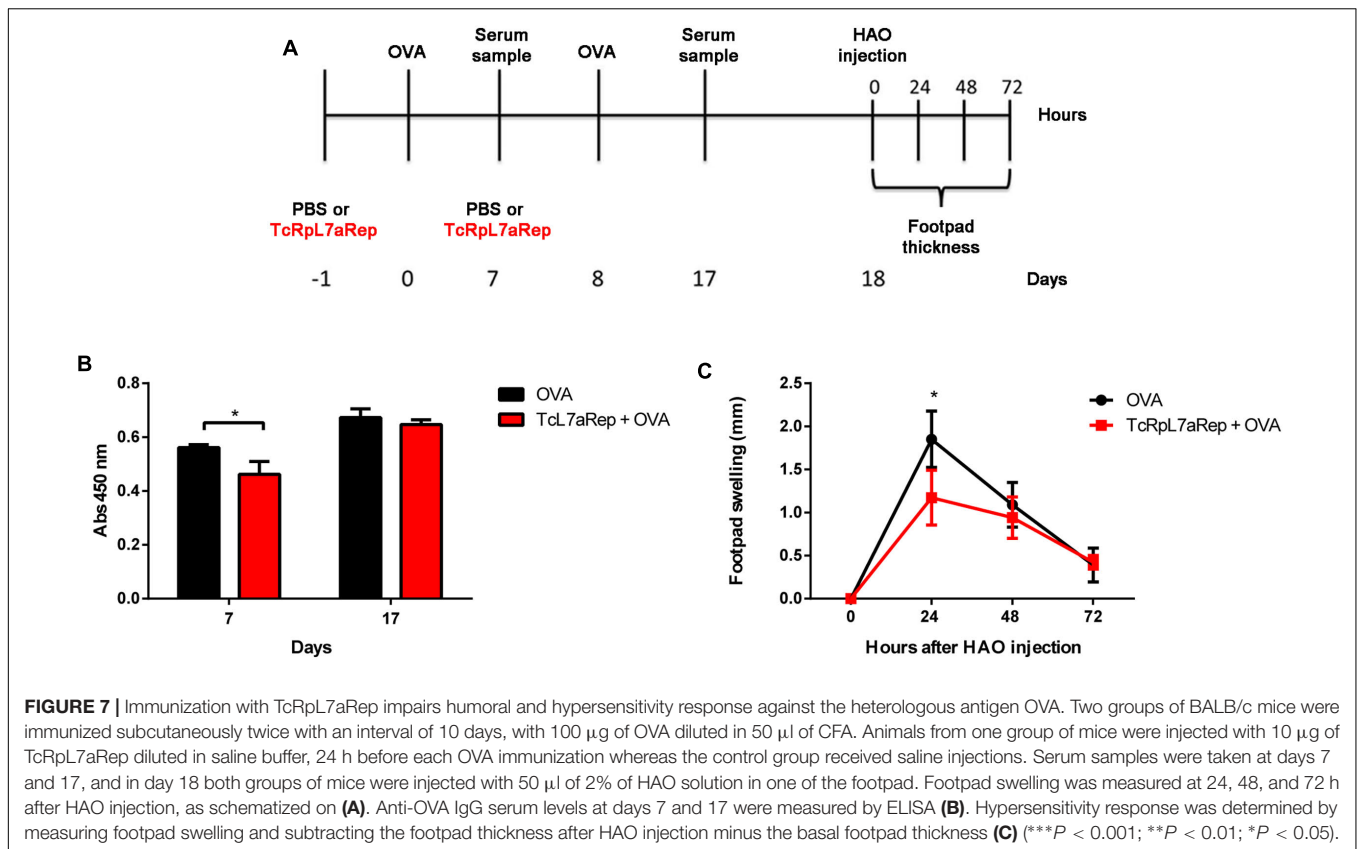 A
OVA
Serum
sample
OVA
Serum
sample
HAO
injection
0 24 48 72
Hours
PBS or
TcRpL7aRep
PBS or
TcRpL7aRep
Footpad
thickness
-1 0 7 8 17 18 Days
B
0.8
0.6
0.4
0.2
0.0
Abs450 nm
*
7 17
Days
OVA
TcL7aRep + OVA
C
2.5
2.0
1.5
1.0
0.5
0.0
Footpad swelling (mm)
*
0 24 48 72
Hours after HAO injection
OVA
TcRpL7aRep + OVA
FIGURE 7 | Immunization with TcRpL7aRep impairs humoral and hypersensitivity response against the heterologous antigen OVA. Two groups of BALB/c mice were
immunized subcutaneously twice with an interval of 10 days, with 100 μg of OVA diluted in 50 μl of CFA. Animals from one group of mice were injected with 10 μg of
TcRpL7aRep diluted in saline buffer, 24 h before each OVA immunization whereas the control group received saline injections. Serum samples were taken at days 7
and 17, and in day 18 both groups of mice were injected with 50 μl of 2% of HAO solution in one of the footpad. Footpad swelling was measured at 24, 48, and 72 h
after HAO injection, as schematized on (A). Anti-OVA IgG serum levels at days 7 and 17 were measured by ELISA (B). Hypersensitivity response was determined by
measuring footpad swelling and subtracting the footpad thickness after HAO injection minus the basal footpad thickness (C) (***P < 0.001; **P < 0.01; *P < 0.05).